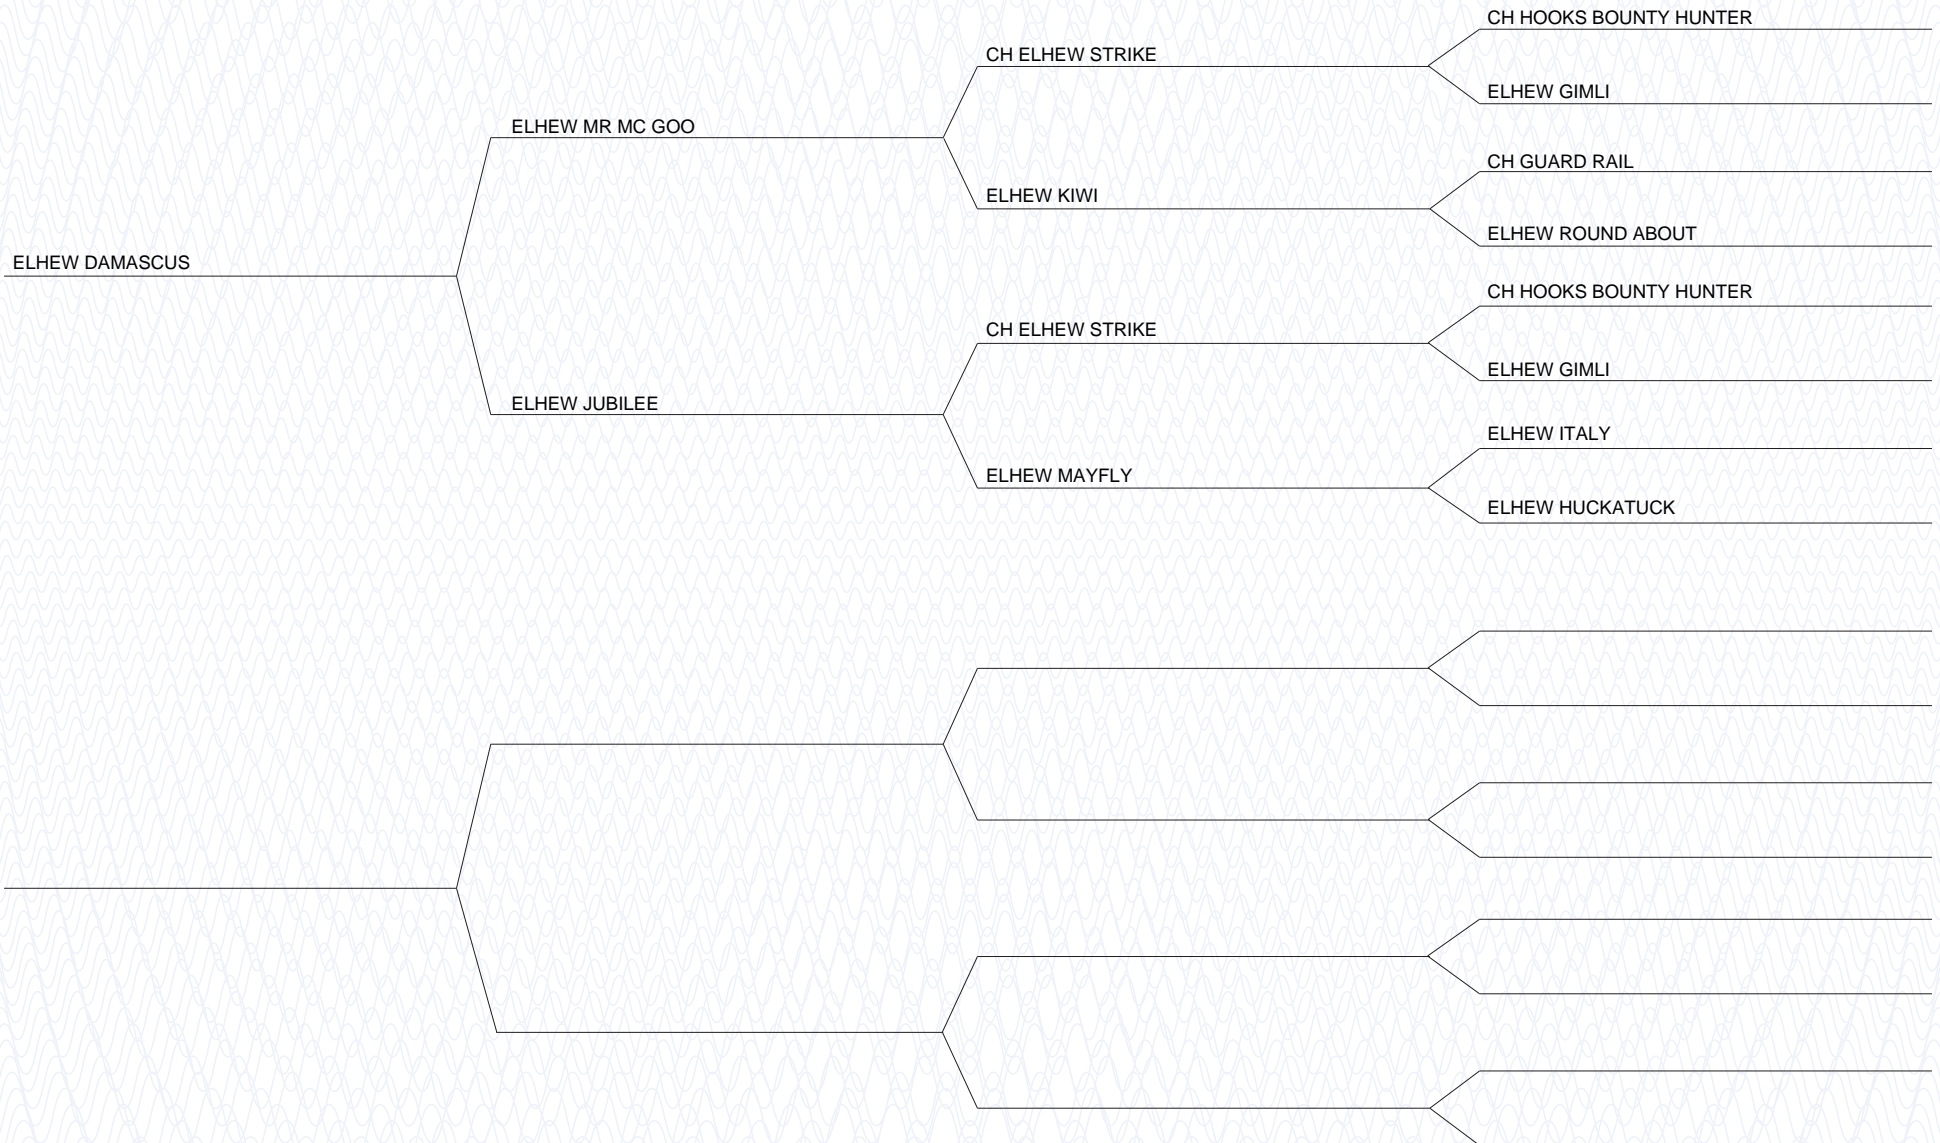 CH HOOKS BOUNTY HUNTER
CH ELHEW STRIKE
ELHEW GIMLI
ELHEW MR MC GOO
CH GUARD RAIL
ELHEW KIWI
ELHEW ROUND ABOUT
ELHEW DAMASCUS
CH HOOKS BOUNTY HUNTER
CH ELHEW STRIKE
ELHEW GIMLI
ELHEW JUBILEE
ELHEW ITALY
ELHEW MAYFLY
ELHEW HUCKATUCK